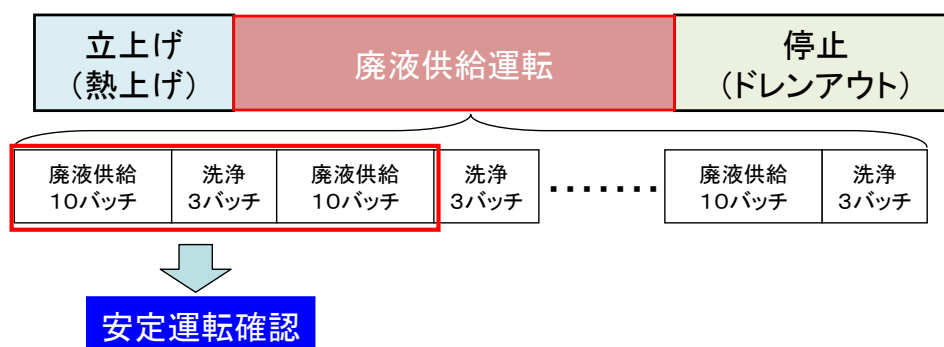 立上げ
(熱上げ)
廃液供給運転
停止
(ドレンアウト)
廃液供給
10バッチ
洗浄
3バッチ
廃液供給
10バッチ
洗浄
3バッチ
・・・・・・・
廃液供給
10バッチ
洗浄
3バッチ
安定運転確認